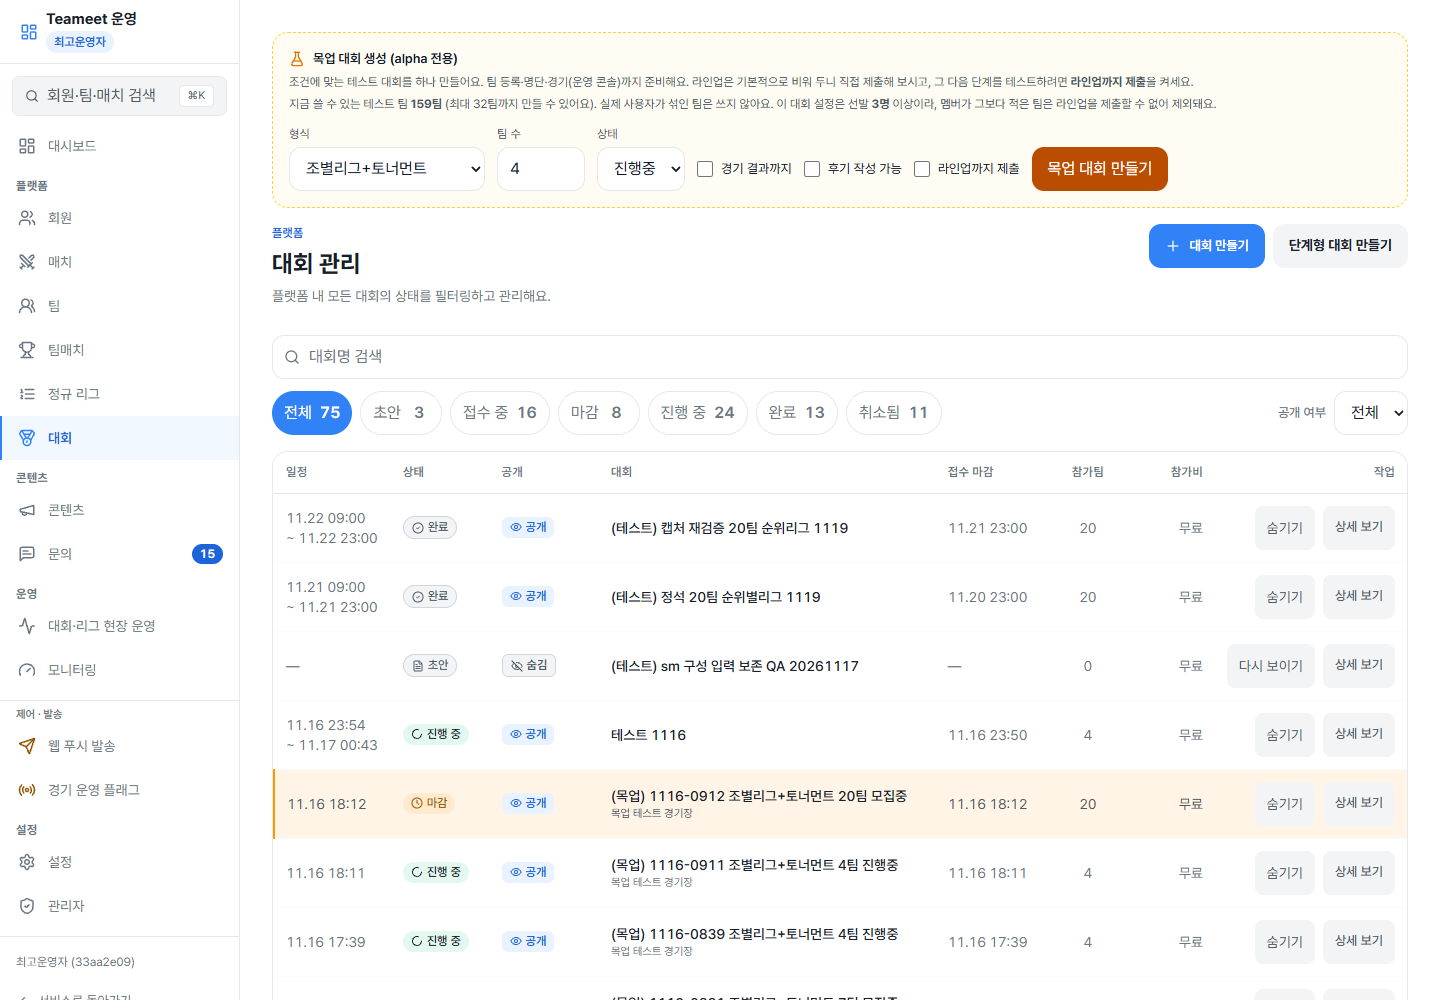 Teameet 운영
최고운영자
회원·팀·매치 검색 ⌘K
대시보드
플랫폼
회원
매치
팀
팀매치
정규 리그
대회
콘텐츠
콘텐츠
문의 15
운영
대회·리그 현장 운영
모니터링
제어 · 발송
웹 푸시 발송
경기 운영 플래그
설정
설정
관리자
최고운영자 (33aa2e09)
서비스로 돌아가기
목업 대회 생성 (alpha 전용)
조건에 맞는 테스트 대회를 하나 만들어요. 팀 등록·명단·경기(운영 콘솔)까지 준비해요. 라인업은 기본적으로 비워 두니 직접 제출해 보시고, 그 다음 단계를 테스트하려면 라인업까지 제출을 켜세요.
지금 쓸 수 있는 테스트 팀 159팀 (최대 32팀까지 만들 수 있어요). 실제 사용자가 섞인 팀은 쓰지 않아요. 이 대회 설정은 선발 3명 이상이라, 멤버가 그보다 적은 팀은 라인업을 제출할 수 없어 제외돼요.
형식 팀 수 상태
조별리그+토너먼트 4 진행중 경기 결과까지 후기 작성 가능 라인업까지 제출 목업 대회 만들기
플랫폼
대회 관리
플랫폼 내 모든 대회의 상태를 필터링하고 관리해요.
대회 만들기 단계형 대회 만들기
대회명 검색
전체 75 초안 3 접수 중 16 마감 8 진행 중 24 완료 13 취소됨 11 공개 여부 전체
일정 상태 공개 대회 접수 마감 참가팀 참가비 작업
11.22 09:00
~ 11.22 23:00 완료 공개 (테스트) 캡처 재검증 20팀 순위리그 1119 11.21 23:00 20 무료 숨기기 상세 보기
11.21 09:00
~ 11.21 23:00 완료 공개 (테스트) 정석 20팀 순위별리그 1119 11.20 23:00 20 무료 숨기기 상세 보기
— 초안 숨김 (테스트) sm 구성 입력 보존 QA 20261117 — 0 무료 다시 보이기 상세 보기
11.16 23:54
~ 11.17 00:43 진행 중 공개 테스트 1116 11.16 23:50 4 무료 숨기기 상세 보기
11.16 18:12 마감 공개 (목업) 1116-0912 조별리그+토너먼트 20팀 모집중 11.16 18:12 20 무료 숨기기 상세 보기
목업 테스트 경기장
11.16 18:11 진행 중 공개 (목업) 1116-0911 조별리그+토너먼트 4팀 진행중 11.16 18:11 4 무료 숨기기 상세 보기
목업 테스트 경기장
11.16 17:39 진행 중 공개 (목업) 1116-0839 조별리그+토너먼트 4팀 진행중 11.16 17:39 4 무료 숨기기 상세 보기
목업 테스트 경기장